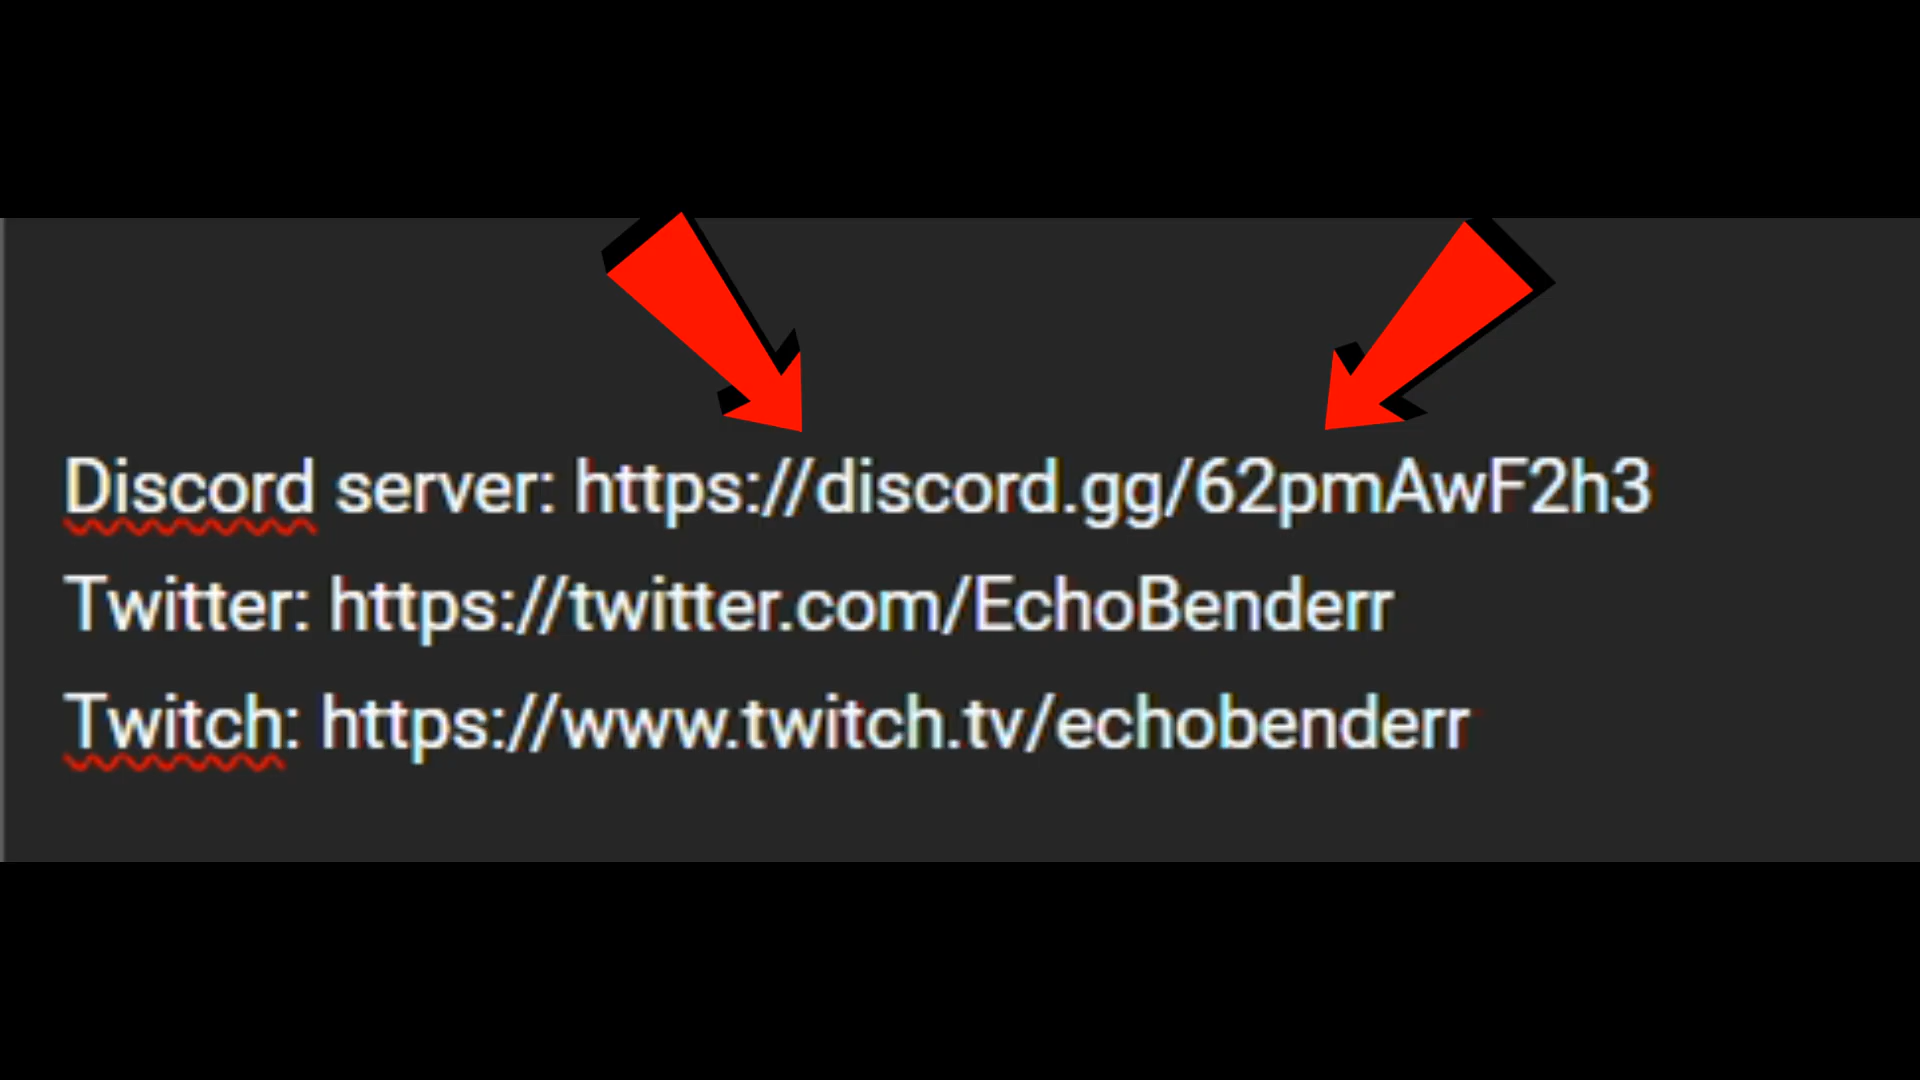 Discord server: https://discord.gg/62pmAwF2h3
Twitter: https://twitter.com/EchoBenderr
Twitch: https://www.twitch.tv/echobenderr